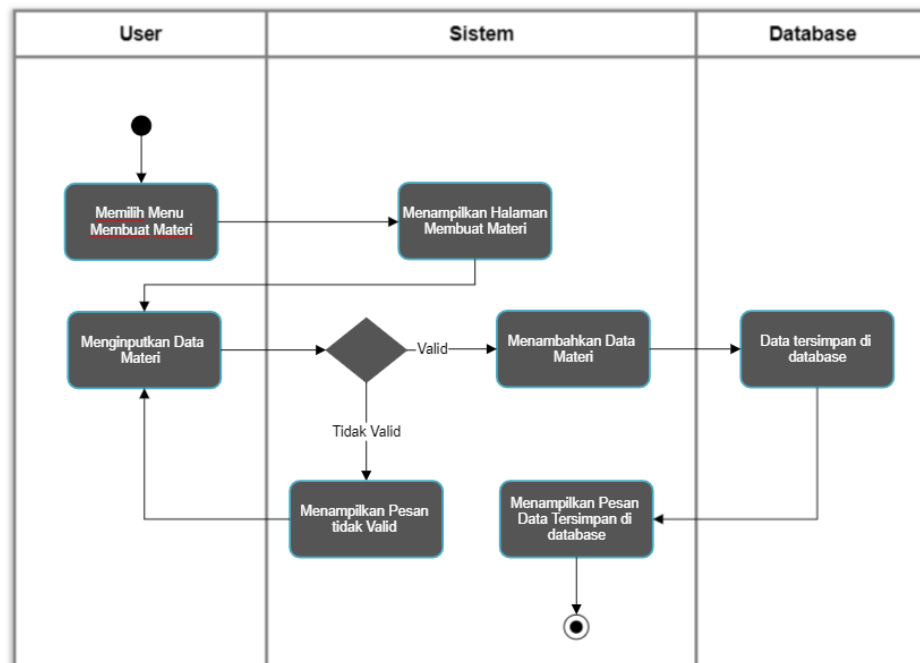 User
Sistem
Database
Memilih Menu
Membuat Materi
Menampilkan Halaman
Membuat Materi
Menginputkan Data
Materi
Valid
Menambahkan Data
Materi
Data tersimpan di
database
Tidak Valid
Menampilkan Pesan
tidak Valid
Menampilkan Pesan
Data Tersimpan di
database